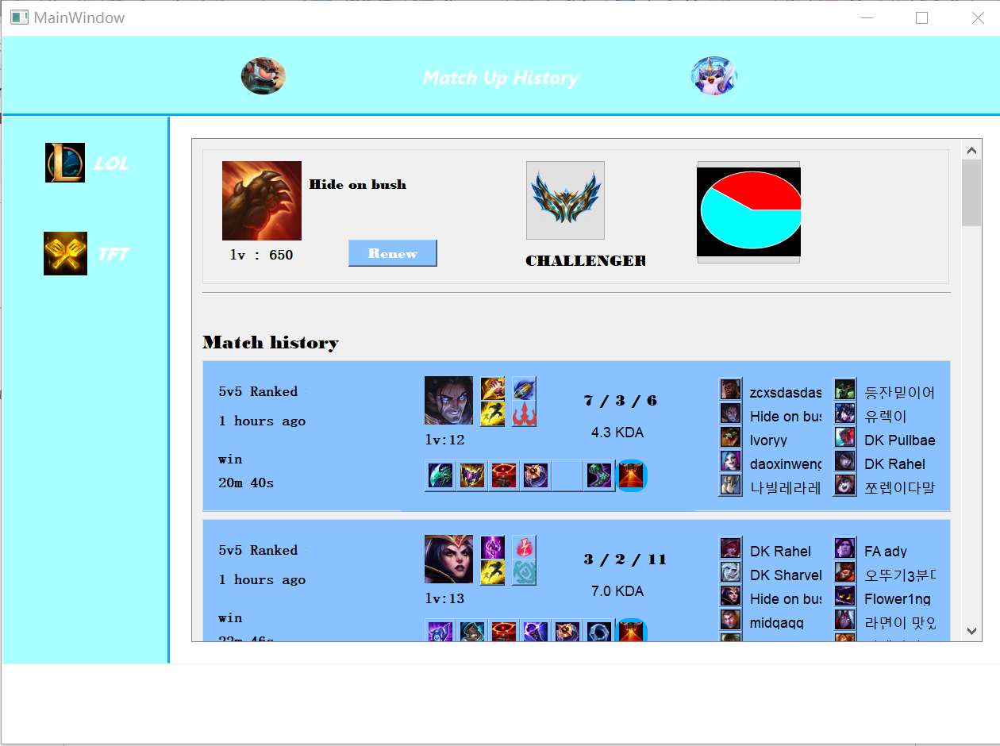 MainWindow
Match Up History
LOL
TFT
Hide on bush
lv : 650
Renew
CHALLENGER
Match history
5v5 Ranked
1 hours ago
win
20m 40s
lv:12
7 / 3 / 6
4.3 KDA
zcxsdasdas
Hide on bus
Ivoryy
daoxinweng
나빌레라레
등잔밑이어
유렉이
DK Pullbae
DK Rahel
쪼렙이다말
5v5 Ranked
1 hours ago
win
22m 46s
lv:13
3 / 2 / 11
7.0 KDA
DK Rahel
DK Sharvel
Hide on bus
midqaqq
FA ady
오뚜기3분
Flower1ng
라면이 맛있